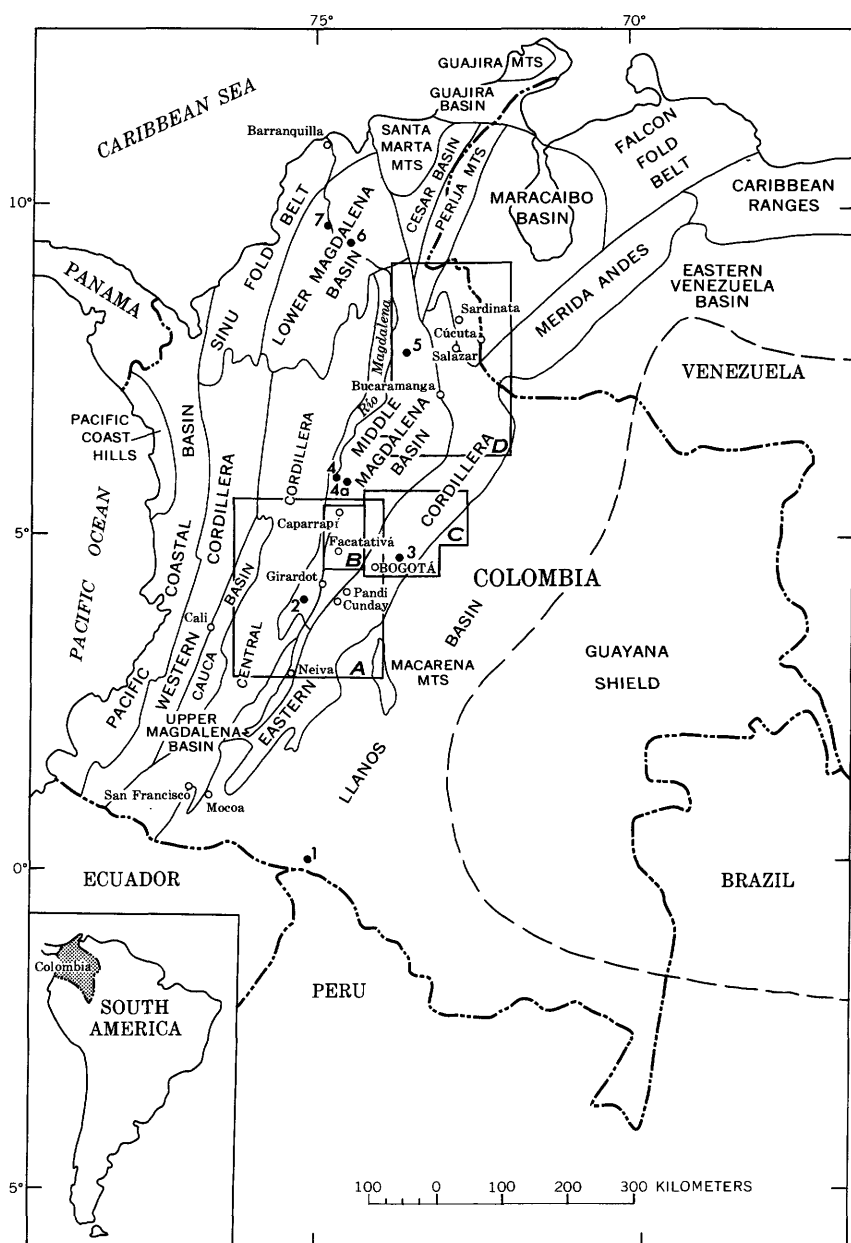 75°
70°
GUAJIRA MTS
GUAJIRA
BASIN
CARIBBEAN SEA
Barranquilla
SANTA
MARTA
MTS
CESAR BASIN
PERIJA MTS
MARACAIBO
BASIN
FALCON
FOLD
BELT
CARIBBEAN
RANGES
10°
SINU FOLD BELT
7
6
LOWER MAGDALENA
BASIN
PANAMA
MERIDA ANDES
EASTERN
VENEZUELA
BASIN
Sardinata
Cúcuta
Salazar
5
Río Magdalena
Bucaramanga
VENEZUELA
PACIFIC
COAST
HILLS
MIDDLE
MAGDALENA
BASIN
D
4
4a
PACIFIC OCEAN
PACIFIC COASTAL BASIN
WESTERN CORDILLERA
CENTRAL CORDILLERA
EASTERN CORDILLERA
5°
Caparrapí
C
Facatativá
B
3
BOGOTÁ
Girardot
COLOMBIA
2
Pandi
Cunday
CAUCA BASIN
Cali
GUAYANA
SHIELD
Neiva
A
MACARENA
MTS
LLANOS BASIN
UPPER
MAGDALENA
BASIN
San Francisco
Mocoa
1
0°
ECUADOR
BRAZIL
PERU
Colombia
SOUTH
AMERICA
5°
100 0 100 200 300 KILOMETERS